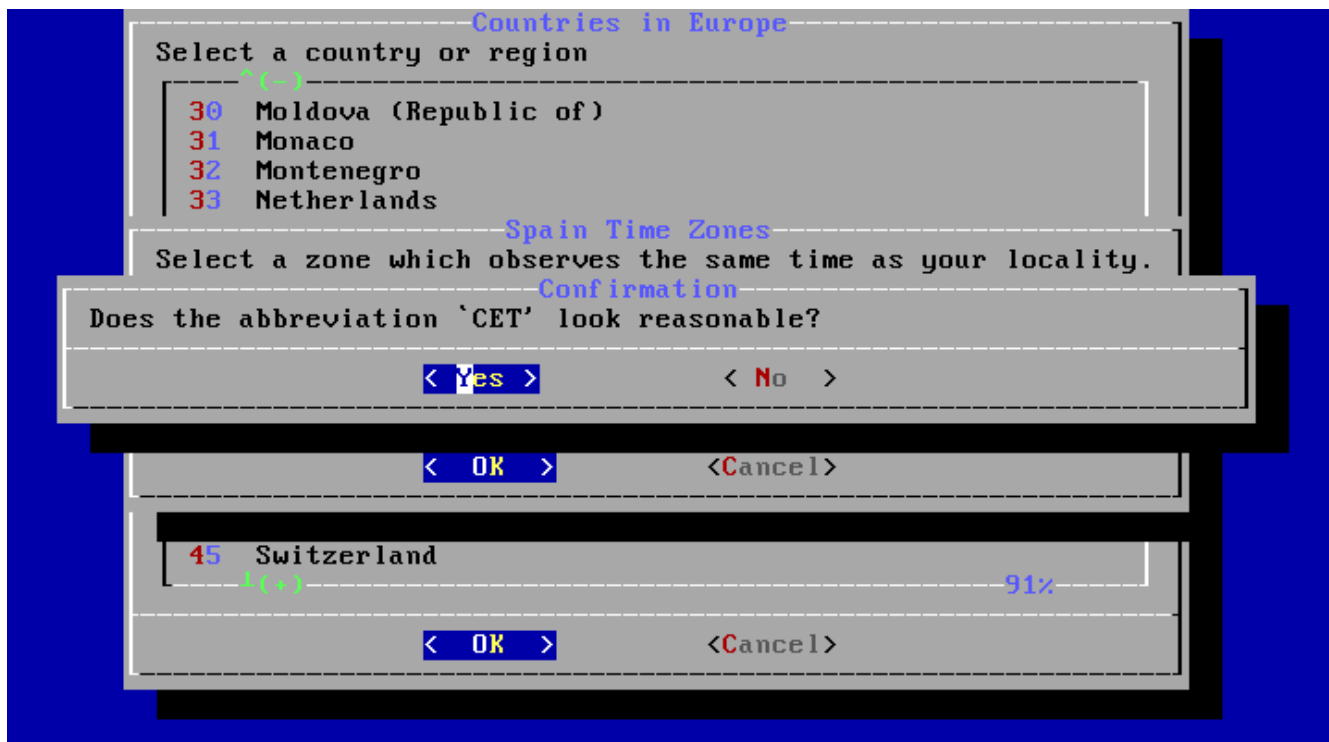 Countries in Europe
Select a country or region
^(-)
30 Moldova (Republic of)
31 Monaco
32 Montenegro
33 Netherlands
Spain Time Zones
Select a zone which observes the same time as your locality.
Confirmation
Does the abbreviation `CET' look reasonable?
< Yes > < No >
< OK > <Cancel>
45 Switzerland
┴(+) 91%
< OK > <Cancel>